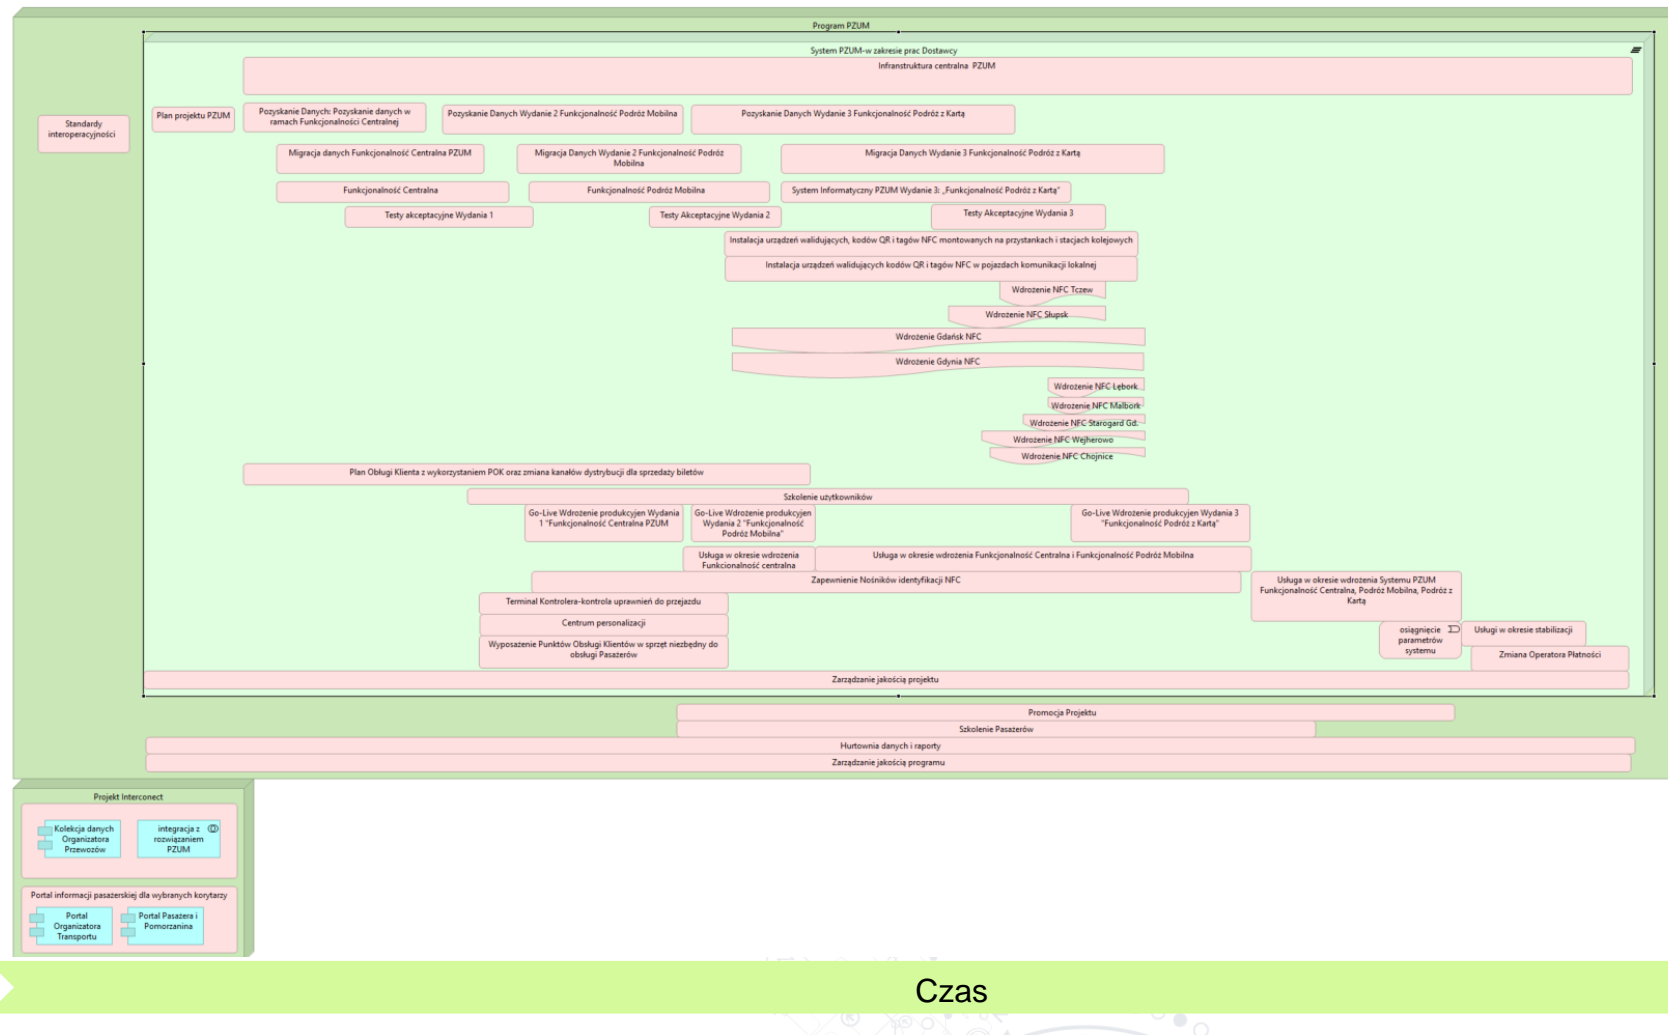 Program PZUM
System PZUM-w zakresie prac Dostawcy
Infranstruktura centralna  PZUM
Standardy
interoperacyjności
Plan projektu PZUM
Pozyskanie Danych: Pozyskanie danych w
ramach Funkcjonalności Centralnej
Pozyskanie Danych Wydanie 2 Funkcjonalność Podróż Mobilna
Pozyskanie Danych Wydanie 3 Funkcjonalność Podróż z Kartą
Migracja danych Funkcjonalność Centralna PZUM
Migracja Danych Wydanie 2 Funkcjonalność Podróż
Mobilna
Migracja Danych Wydanie 3 Funkcjonalność Podróż z Kartą
Funkcjonalność Centralna
Funkcjonalność Podróż Mobilna
System Informatyczny PZUM Wydanie 3: „Funkcjonalność Podróż z Kartą"
Testy akceptacyjne Wydania 1
Testy Akceptacyjne Wydania 2
Testy Akceptacyjne Wydania 3
Instalacja urządzeń walidujących, kodów QR i tagów NFC montowanych na przystankach i stacjach kolejowych
Instalacja urządzeń walidujących kodów QR i tagów NFC w pojazdach komunikacji lokalnej
Wdrożenie NFC Tczew
Wdrożenie NFC Słupsk
Wdrożenie Gdańsk NFC
Wdrożenie Gdynia NFC
Wdrożenie NFC Lębork
Wdrożenie NFC Malbork
Wdrożenie NFC Starogard Gd.
Wdrożenie NFC Wejherowo
Wdrożenie NFC Chojnice
Plan Obługi Klienta z wykorzystaniem POK oraz zmiana kanałów dystrybucji dla sprzedaży biletów
Szkolenie użytkowników
Go-Live Wdrożenie produkcyjen Wydania
1 "Funkcjonalność Centralna PZUM
Go-Live Wdrożenie produkcyjen
Wydania 2 "Funkcjonalność
Podróż Mobilna"
Go-Live Wdrożenie produkcyjen Wydania 3
"Funkcjonalność Podróż z Kartą"
Usługa w okresie wdrożenia
Funkcionalność centralna
Usługa w okresie wdrożenia Funkcjonalność Centralna i Funkcjonalność Podróż Mobilna
Zapewnienie Nośników identyfikacji NFC
Usługa w okresie wdrożenia Systemu PZUM
Funkcjonalność Centralna, Podróż Mobilna, Podróż z
Kartą
Terminal Kontrolera-kontrola uprawnień do przejazdu
Centrum personalizacji
Wyposażenie Punktów Obsługi Klientów w sprzęt niezbędny do
obsługi Pasażerów
osiągnięcie
parametrów
systemu
Usługi w okresie stabilizacji
Zmiana Operatora Płatności
Zarządzanie jakością projektu
Promocja Projektu
Szkolenie Pasażerów
Hurtownia danych i raporty
Zarządzanie jakością programu
Projekt Interconect
Kolekcja danych
Organizatora
Przewozów
integracja z
rozwiązaniem
PZUM
Portal informacji pasażerskiej dla wybranych korytarzy
Portal
Organizatora
Transportu
Portal Pasażera i
Pomorzanina
Czas